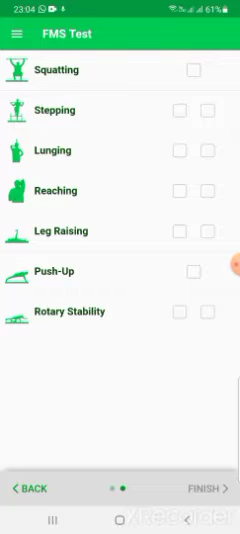 23:04 61%
FMS Test
Squatting
Stepping
Lunging
Reaching
Leg Raising
Push-Up
Rotary Stability
BACK FINISH
XRecorder